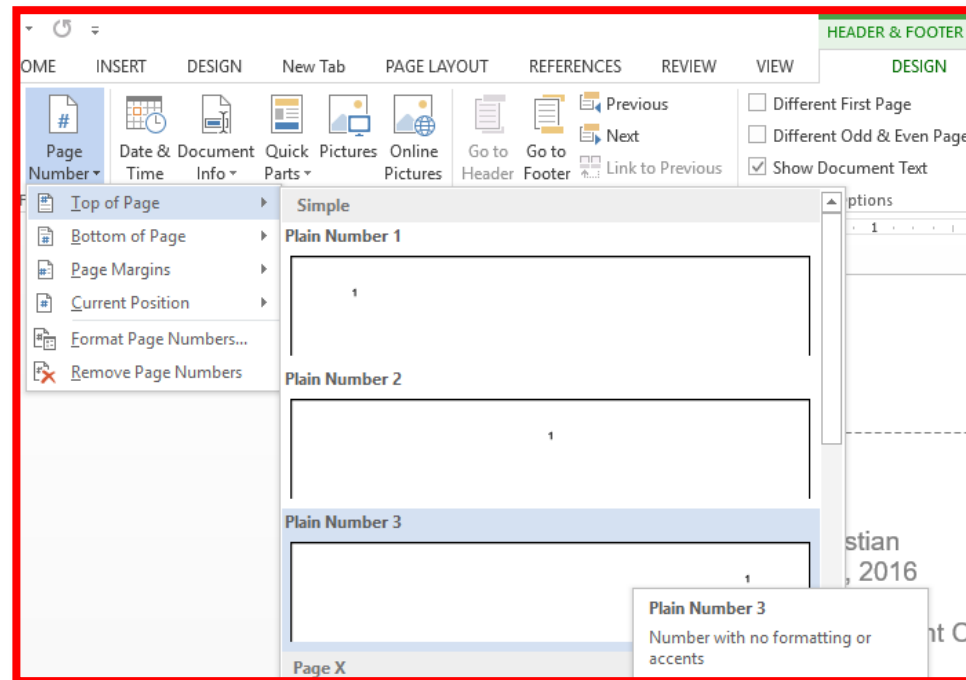 HEADER & FOOTER
OME INSERT DESIGN New Tab PAGE LAYOUT REFERENCES REVIEW VIEW DESIGN
#
Page Number
Date & Time
Document Info
Quick Parts
Pictures
Online Pictures
Go to Header
Go to Footer
Previous
Next
Link to Previous
Different First Page
Different Odd & Even Page
Show Document Text
ptions
Top of Page
Bottom of Page
Page Margins
Current Position
Format Page Numbers...
Remove Page Numbers
Simple
Plain Number 1
1
Plain Number 2
1
Plain Number 3
1
Page X
Plain Number 3
Number with no formatting or
accents
1
stian
, 2016
nt C